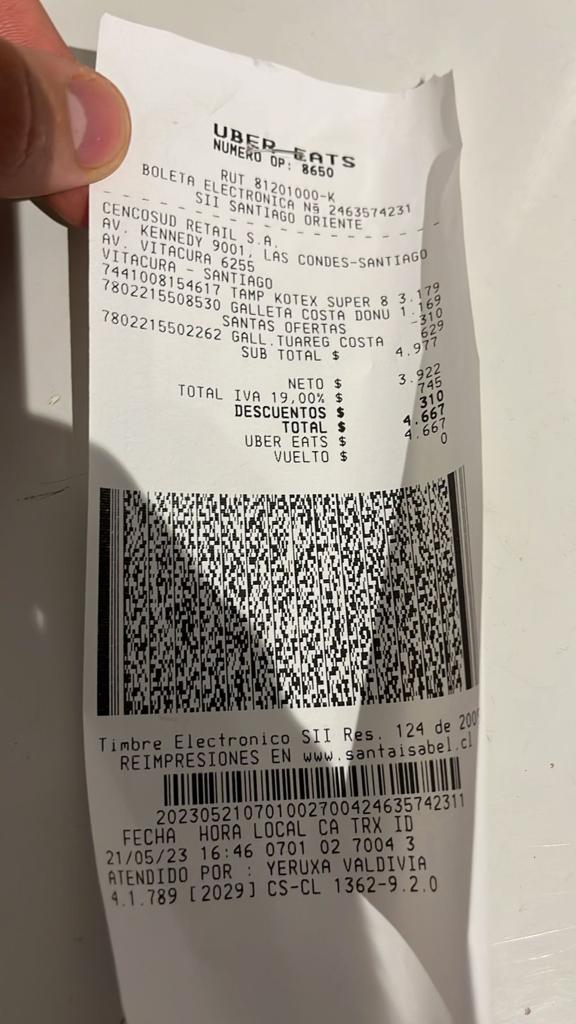 UBER EATS
NUMERO OP: 8650
RUT 81201000-K
BOLETA ELECTRONICA Nº 2463574231
SII SANTIAGO ORIENTE
- - - - - - - - - - - - - - - - - - - -
CENCOSUD RETAIL S.A.
AV. KENNEDY 9001, LAS CONDES-SANTIAGO
AV. VITACURA 6255
VITACURA - SANTIAGO
7441008154617 TAMP KOTEX SUPER 8 3.179
7802215508530 GALLETA COSTA DONU 1.169
SANTAS OFERTAS -310
7802215502262 GALL.TUAREG COSTA 629
SUB TOTAL $ 4.977
NETO $ 3.922
TOTAL IVA 19,00% $ 745
DESCUENTOS $ 310
TOTAL $ 4.667
UBER EATS $ 4.667
VUELTO $ 0
Timbre Electronico SII Res. 124 de 200
REIMPRESIONES EN www.santaisabel.cl
202305210701002700424635742311
FECHA HORA LOCAL CA TRX ID
21/05/23 16:46 0701 02 7004 3
ATENDIDO POR : YERUXA VALDIVIA
4.1.789 [2029] CS-CL 1362-9.2.0